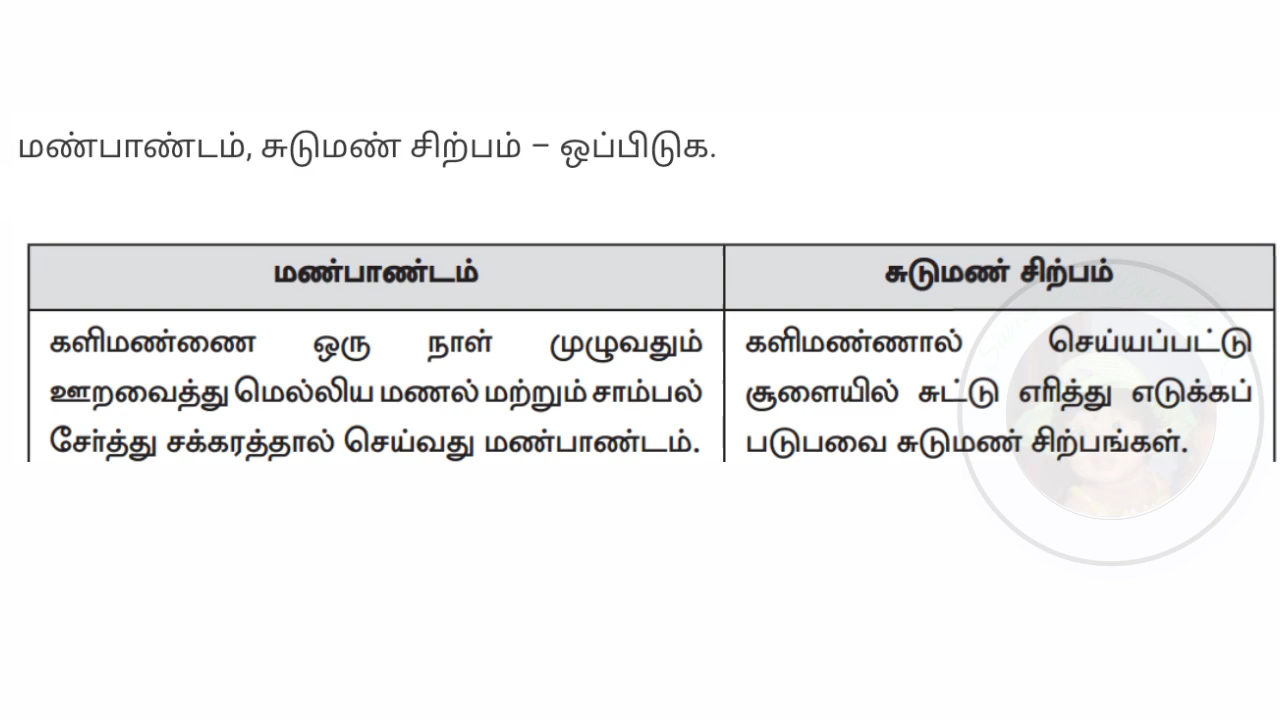 மண்பாண்டம், சுடுமண் சிற்பம் – ஒப்பிடுக.
மண்பாண்டம்
சுடுமண் சிற்பம்
களிமண்ணை ஒரு நாள் முழுவதும்
ஊறவைத்து மெல்லிய மணல் மற்றும் சாம்பல்
சேர்த்து சக்கரத்தால் செய்வது மண்பாண்டம்.
களிமண்ணால் செய்யப்பட்டு
சூளையில் சுட்டு எரித்து எடுக்கப்
படுபவை சுடுமண் சிற்பங்கள்.